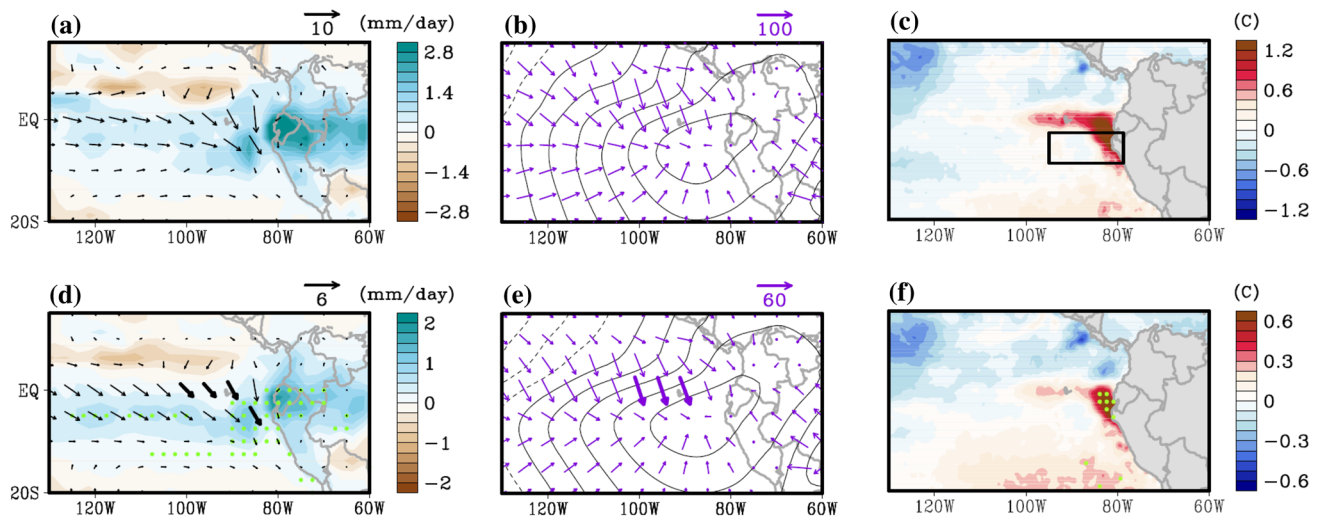 (a) 10 (mm/day)
(b) 100
(c) (C)
2.8
1.4
0
−1.4
−2.8
1.2
0.6
0
−0.6
−1.2
EQ
20S
120W 100W 80W 60W
120W 100W 80W 60W
120W 100W 80W 60W
(d) 6 (mm/day)
(e) 60
(f) (C)
2
1
0
−1
−2
0.6
0.3
0
−0.3
−0.6
EQ
20S
120W 100W 80W 60W
120W 100W 80W 60W
120W 100W 80W 60W